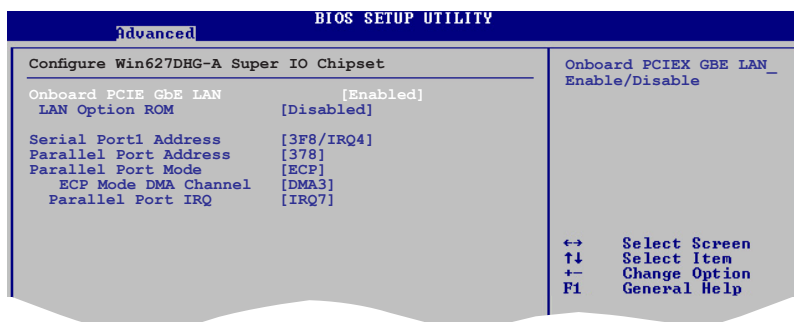 BIOS SETUP UTILITY
Advanced
Configure Win627DHG-A Super IO Chipset
Onboard PCIE GbE LAN [Enabled]
LAN Option ROM [Disabled]
Serial Port1 Address [3F8/IRQ4]
Parallel Port Address [378]
Parallel Port Mode [ECP]
ECP Mode DMA Channel [DMA3]
Parallel Port IRQ [IRQ7]
Onboard PCIEX GBE LAN_
Enable/Disable
←→ Select Screen
↑↓ Select Item
+- Change Option
F1 General Help